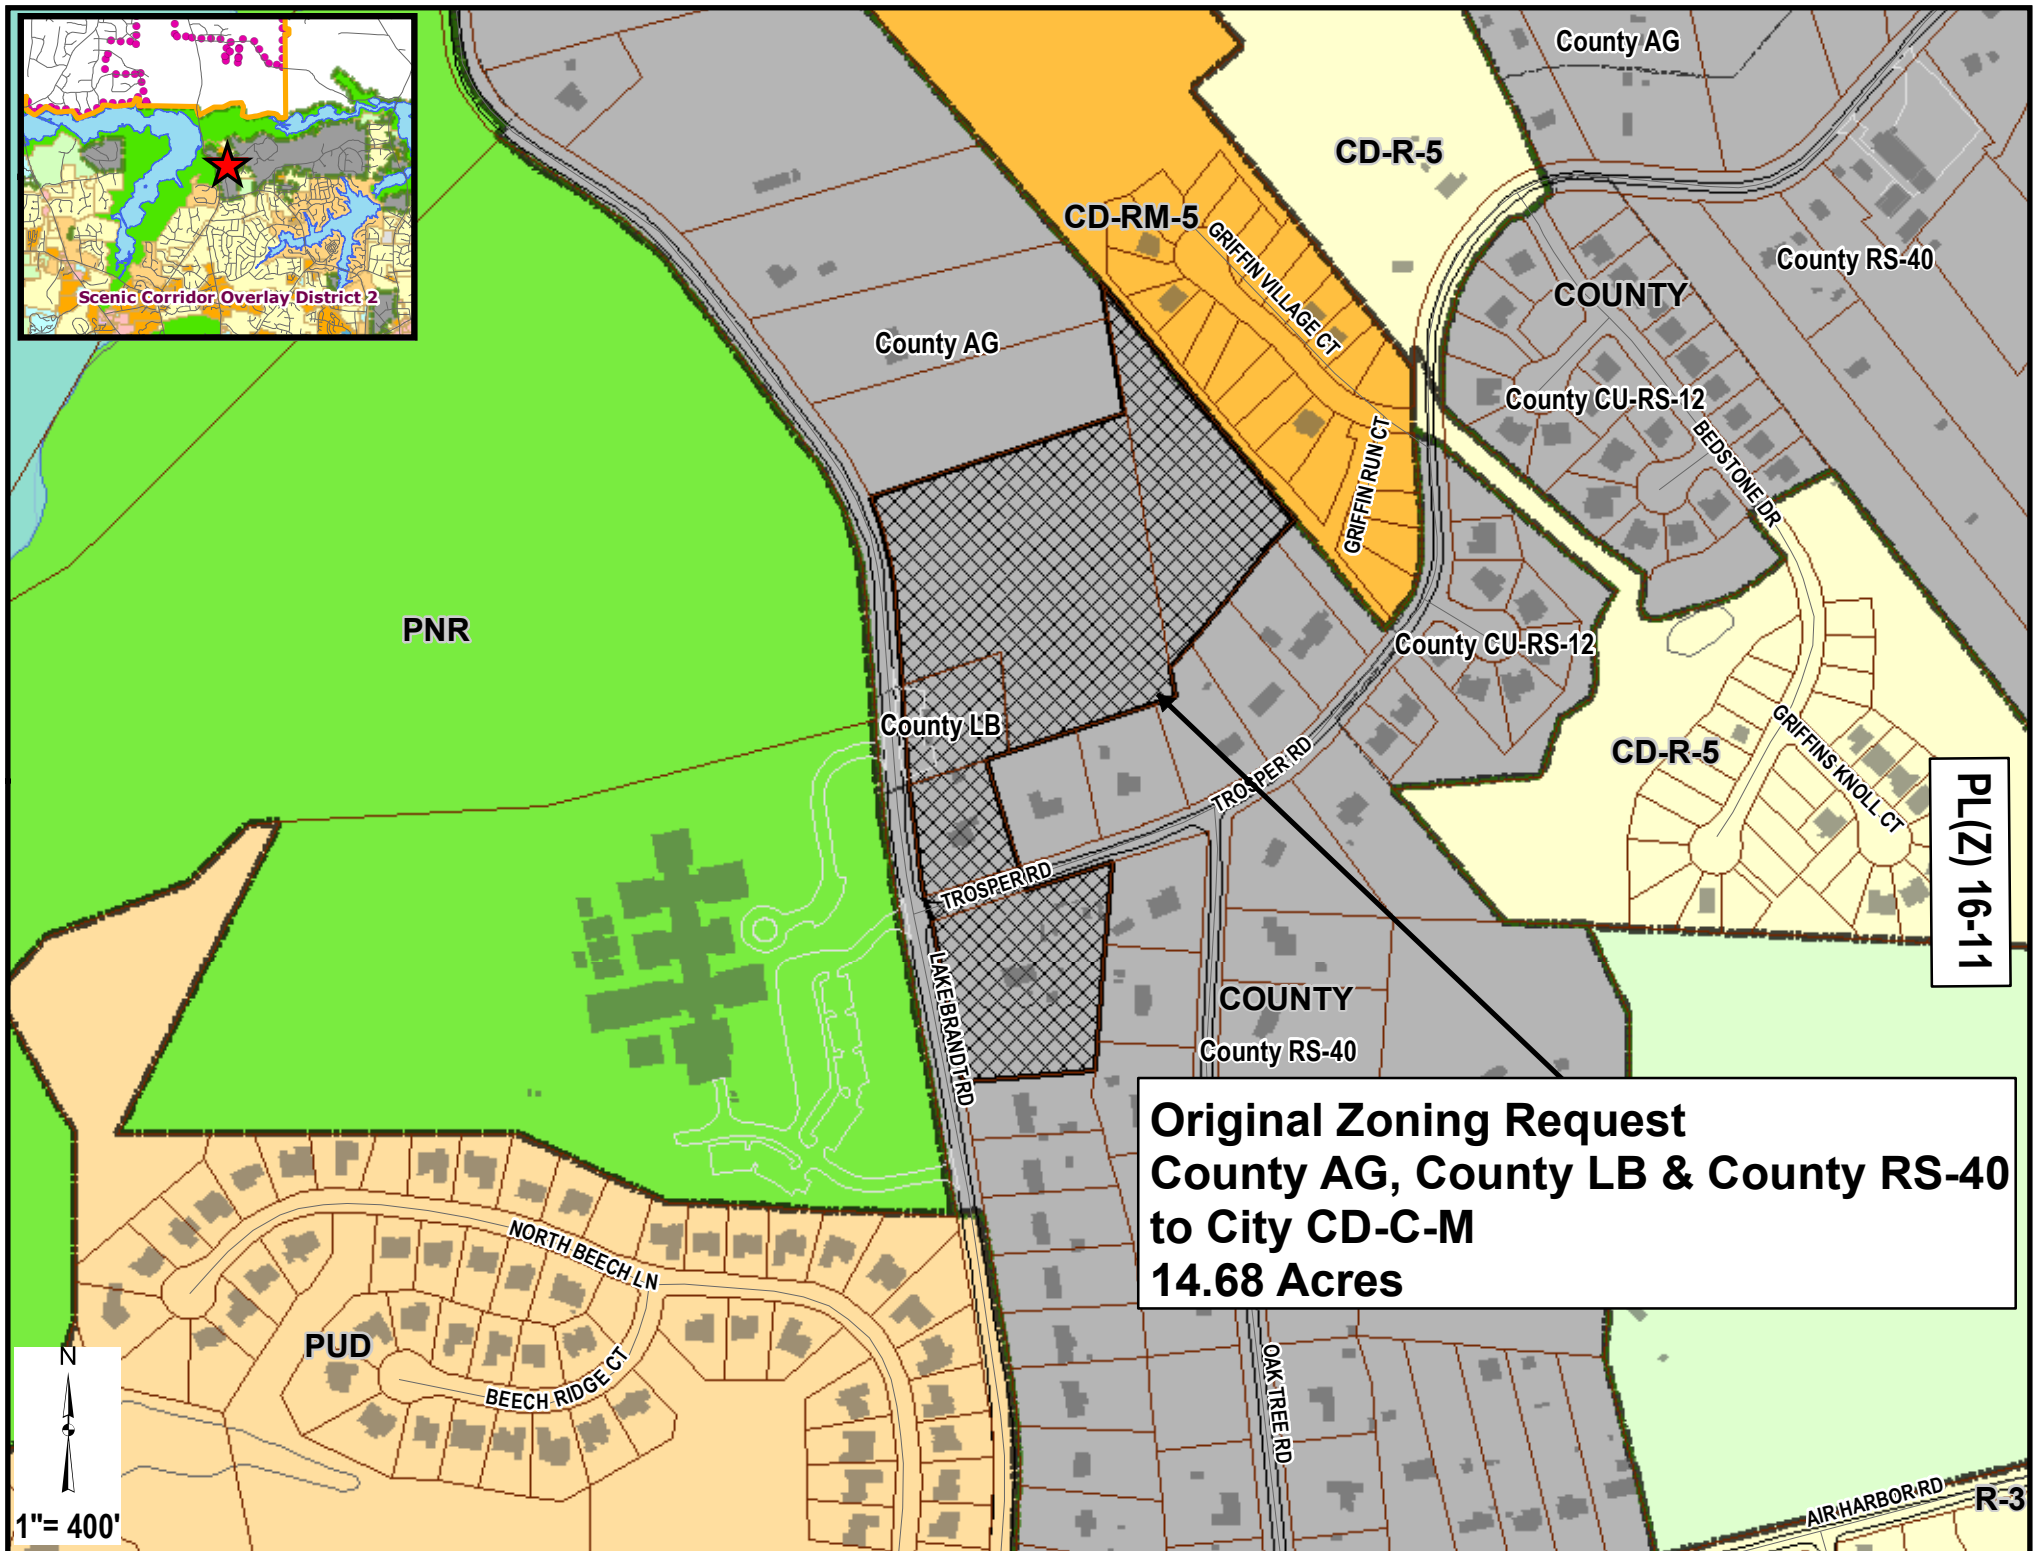 Scenic Corridor Overlay District 2
County AG
CD-R-5
CD-RM-5
GRIFFIN VILLAGE CT
County RS-40
COUNTY
County AG
County CU-RS-12
BEDSTONE DR
GRIFFIN RUN CT
PNR
County CU-RS-12
County LB
CD-R-5
GRIFFINS KNOLL CT
TROSPER RD
PL(Z) 16-11
TROSPER RD
LAKE BRANDT RD
COUNTY
County RS-40
Original Zoning Request
County AG, County LB & County RS-40
to City CD-C-M
14.68 Acres
NORTH BEECH LN
PUD
BEECH RIDGE CT
OAK TREE RD
N
1"= 400'
AIR HARBOR RD
R-3